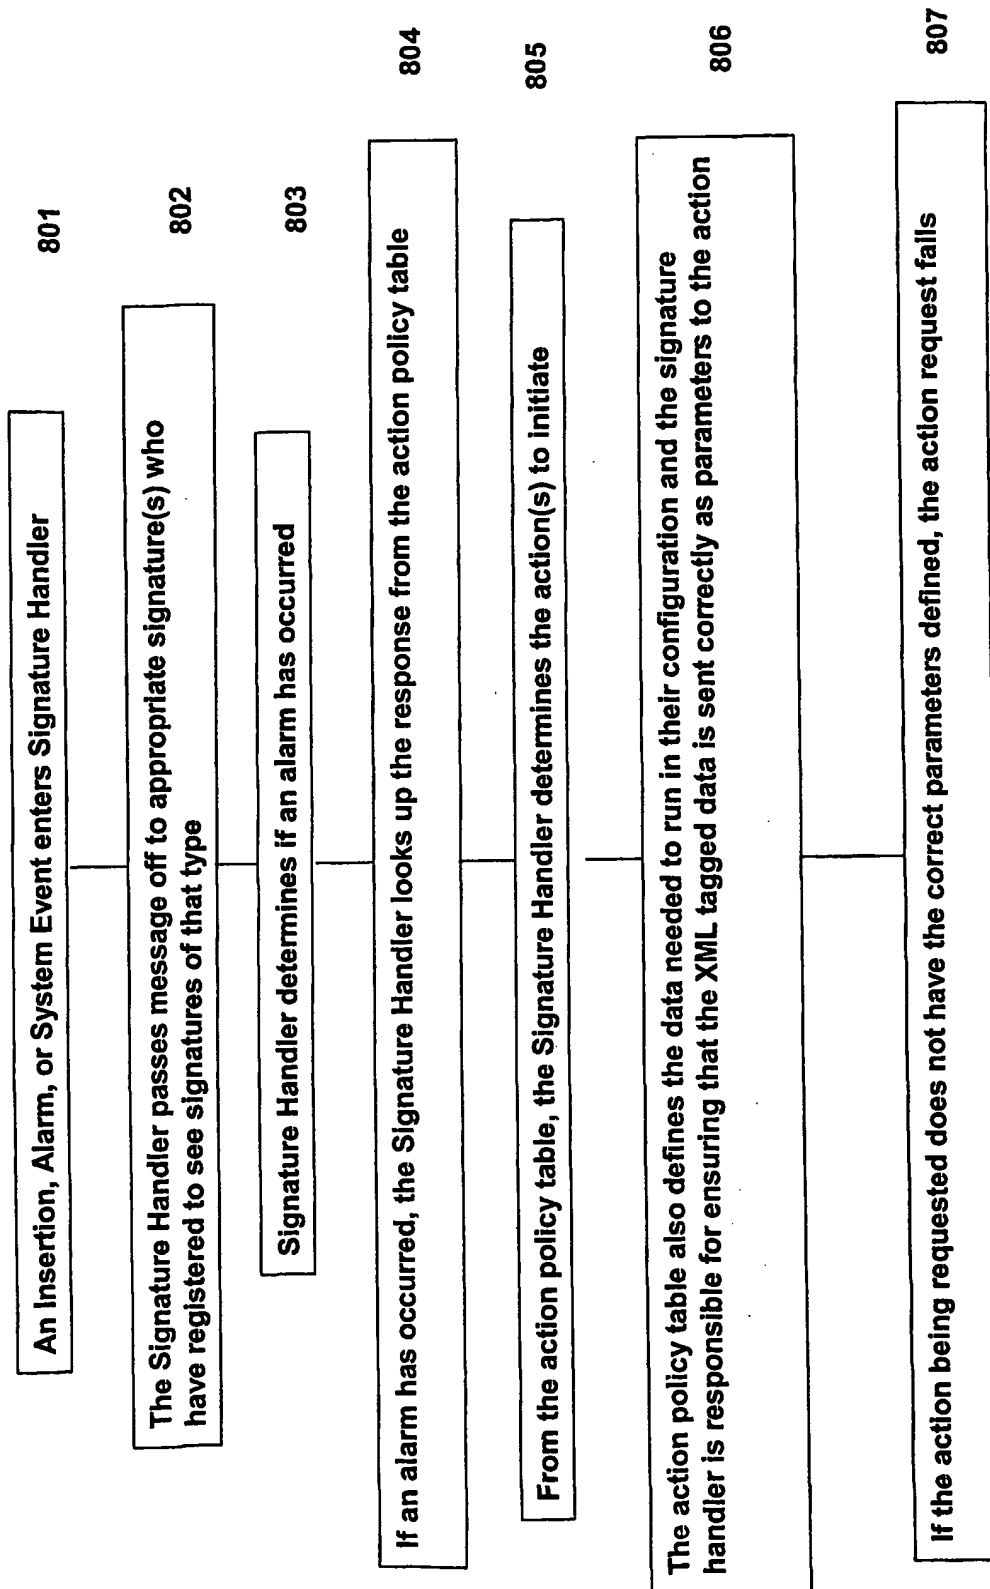 An Insertion, Alarm, or System Event enters Signature Handler
801
The Signature Handler passes message off to appropriate signature(s) who
have registered to see signatures of that type
802
Signature Handler determines if an alarm has occurred
803
If an alarm has occurred, the Signature Handler looks up the response from the action policy table
804
From the action policy table, the Signature Handler determines the action(s) to initiate
805
The action policy table also defines the data needed to run in their configuration and the signature
handler is responsible for ensuring that the XML tagged data is sent correctly as parameters to the action
806
If the action being requested does not have the correct parameters defined, the action request fails
807